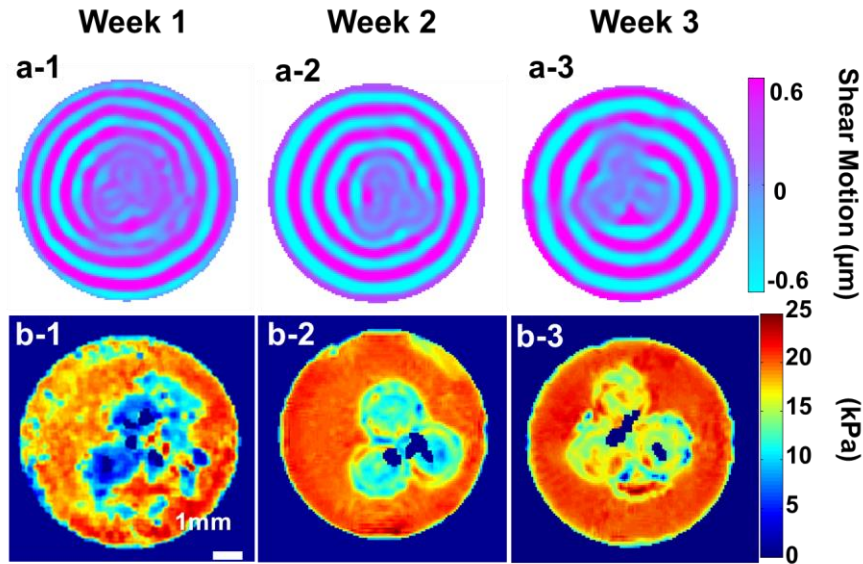 Week 1 Week 2 Week 3
a-1 a-2 a-3
0.6
0
-0.6
Shear Motion (μm)
b-1 b-2 b-3
25
20
15
10
5
0
(kPa)
1mm